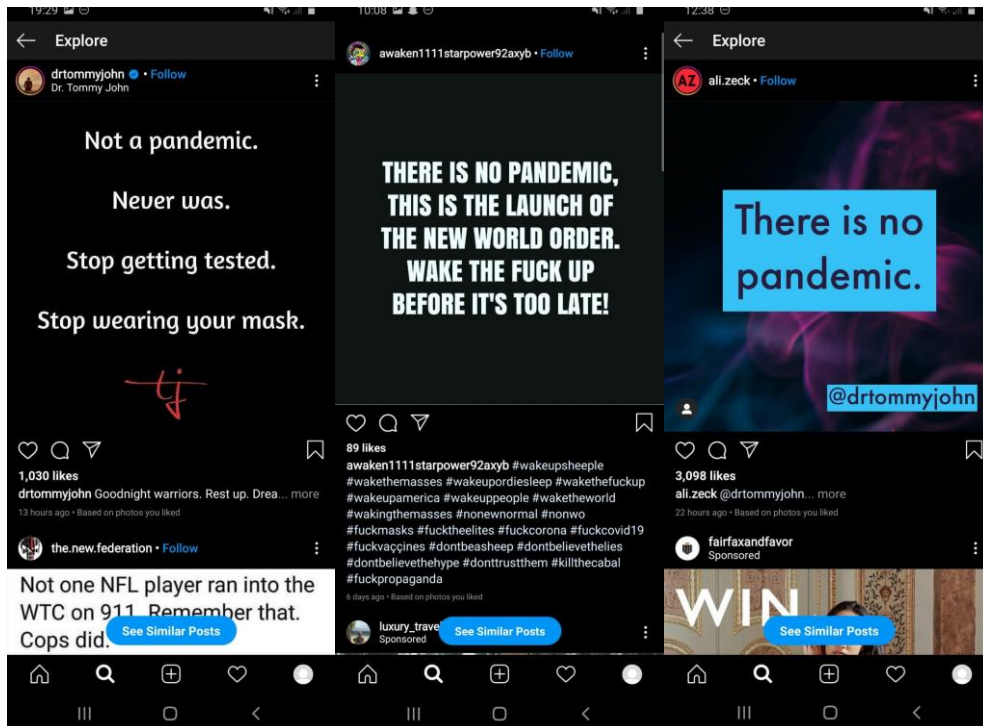 19:29
Explore
drtommyjohn • Follow
Dr. Tommy John
Not a pandemic.
Never was.
Stop getting tested.
Stop wearing your mask.
tj
1,030 likes
drtommyjohn Goodnight warriors. Rest up. Drea... more
13 hours ago • Based on photos you liked
the.new.federation • Follow
Not one NFL player ran into the
WTC on 911. Remember that.
Cops did.
See Similar Posts
10:08
awaken1111starpower92axyb • Follow
THERE IS NO PANDEMIC,
THIS IS THE LAUNCH OF
THE NEW WORLD ORDER.
WAKE THE FUCK UP
BEFORE IT'S TOO LATE!
89 likes
awaken1111starpower92axyb #wakeupsheeple
#wakethemasses #wakeupordiesleep #wakethefuckup
#wakeupamerica #wakeuppeople #waketheworld
#wakingthemasses #nonewnormal #nonwo
#fuckmasks #fucktheelites #fuckcorona #fuckcovid19
#fuckvaççines #dontbeasheep #dontbelievethelies
#dontbelievethehype #donttrustthem #killthecabal
#fuckpropaganda
6 days ago • Based on photos you liked
luxury_trave
Sponsored
See Similar Posts
12:38
Explore
AZ
ali.zeck • Follow
There is no
pandemic.
@drtommyjohn
3,098 likes
ali.zeck @drtommyjohn... more
22 hours ago • Based on photos you liked
fairfaxandfavor
Sponsored
WIN
See Similar Posts